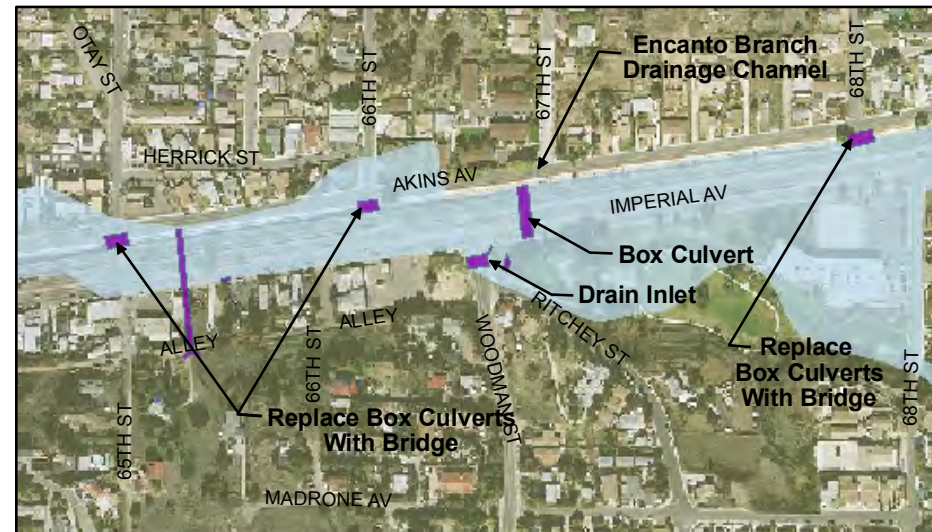 OTAY ST
66TH ST
67TH ST
68TH ST
Encanto Branch
Drainage Channel
HERRICK ST
AKINS AV
IMPERIAL AV
Box Culvert
Drain Inlet
ALLEY
ALLEY
RITCHEY ST
WOODMAN ST
66TH ST
65TH ST
68TH ST
Replace
Box Culverts
With Bridge
Replace Box Culverts
With Bridge
MADRONE AV